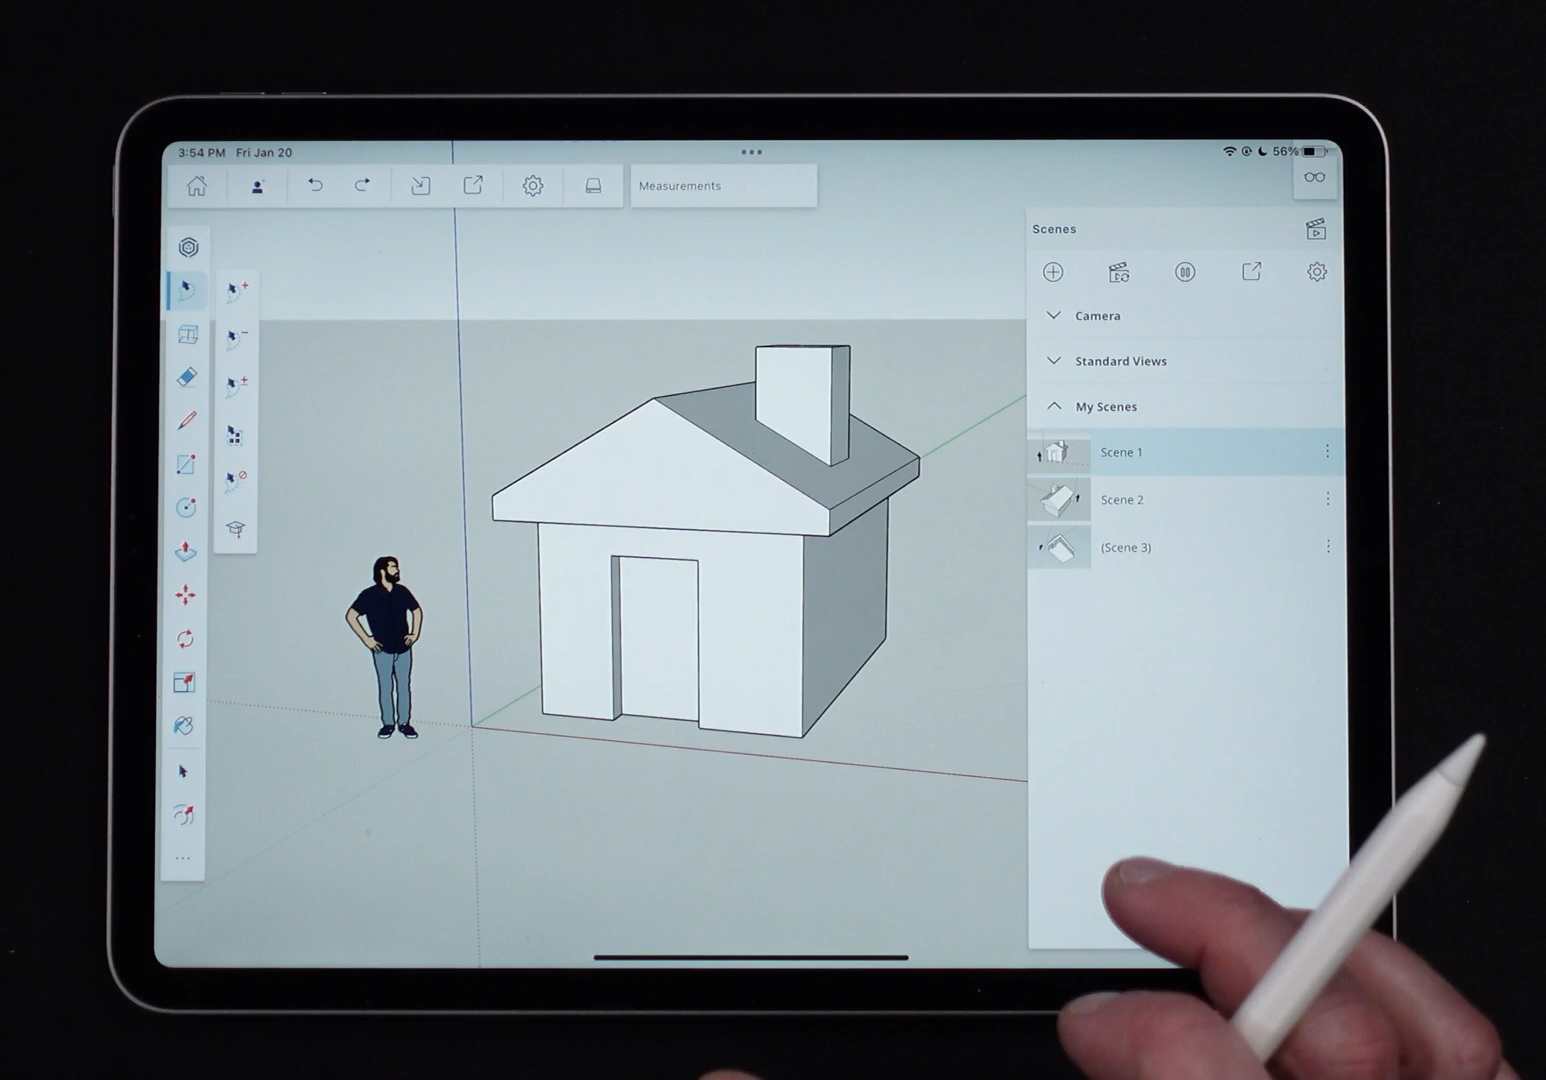 3:54 PM Fri Jan 20
56%
Measurements
Scenes
Camera
Standard Views
My Scenes
Scene 1
Scene 2
(Scene 3)